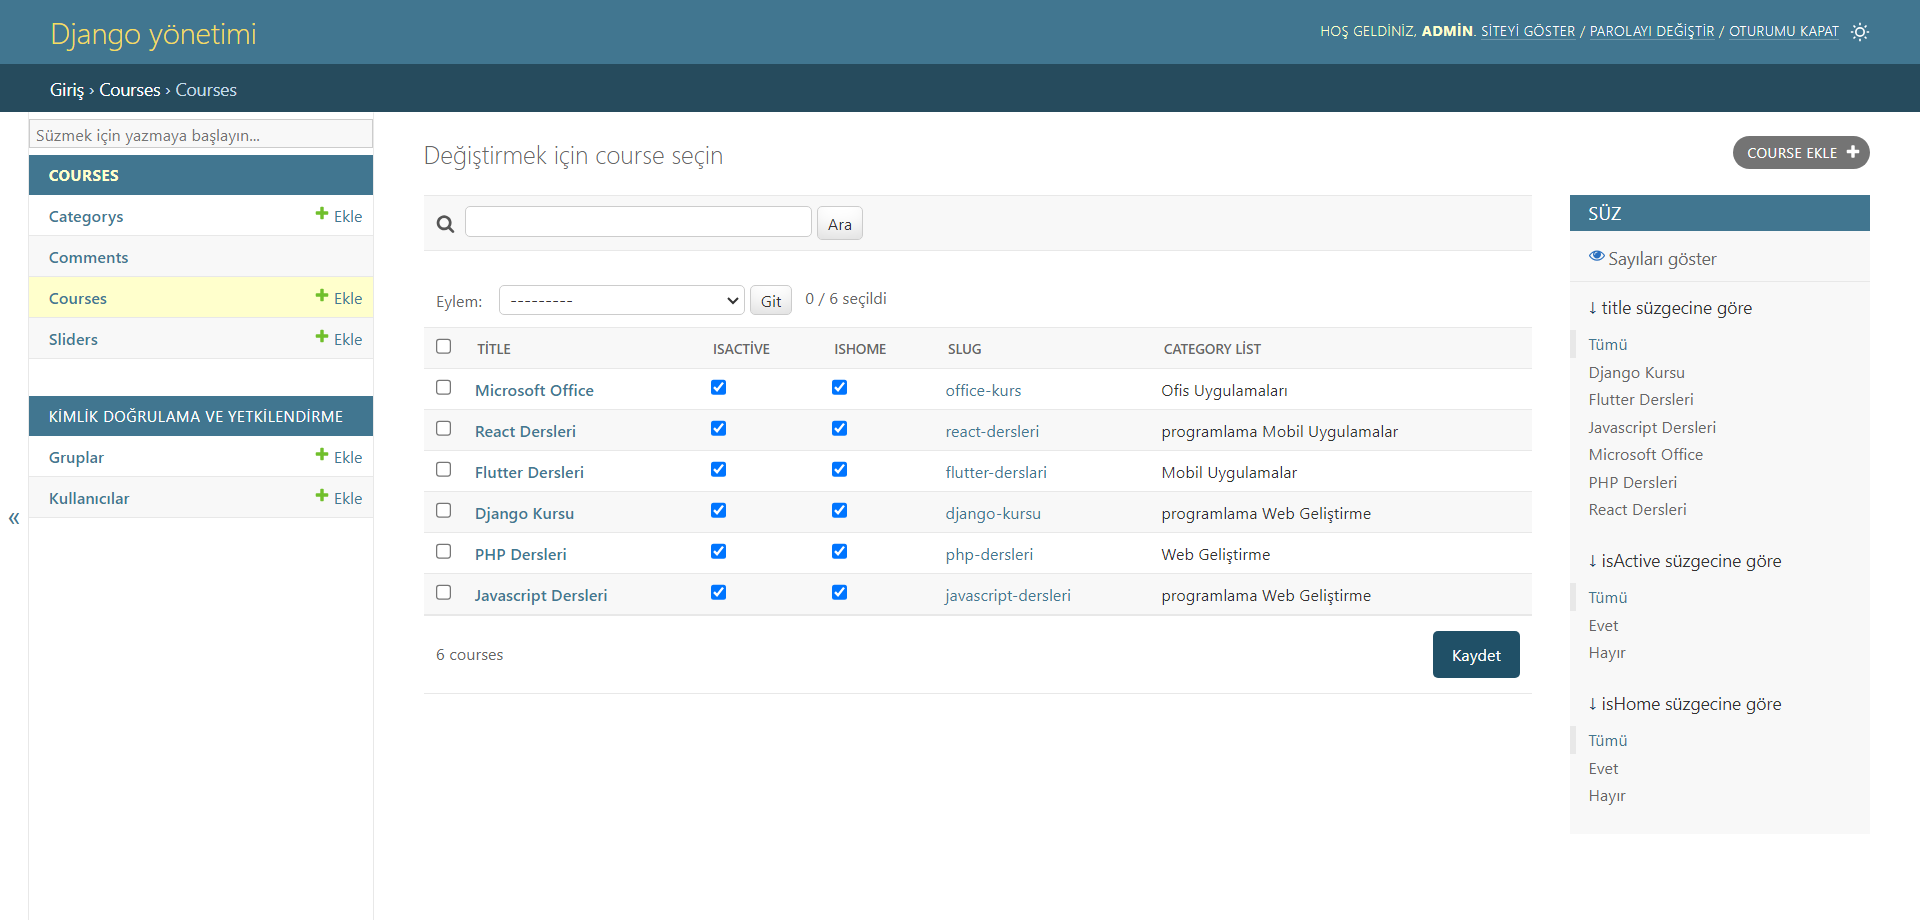 Django yönetimi
HOŞ GELDİNİZ, ADMIN. SİTEYİ GÖSTER / PAROLAYI DEĞİŞTİR / OTURUMU KAPAT
Giriş › Courses › Courses
Süzmek için yazmaya başlayın...
COURSES
Categorys Ekle
Comments
Courses Ekle
Sliders Ekle
KİMLİK DOĞRULAMA VE YETKİLENDİRME
Gruplar Ekle
Kullanıcılar Ekle
«
Değiştirmek için course seçin
COURSE EKLE
Ara
Eylem: --------- Git 0 / 6 seçildi
TİTLE ISACTİVE ISHOME SLUG CATEGORY LİST
Microsoft Office office-kurs Ofis Uygulamaları
React Dersleri react-dersleri programlama Mobil Uygulamalar
Flutter Dersleri flutter-derslari Mobil Uygulamalar
Django Kursu django-kursu programlama Web Geliştirme
PHP Dersleri php-dersleri Web Geliştirme
Javascript Dersleri javascript-dersleri programlama Web Geliştirme
6 courses
Kaydet
SÜZ
Sayıları göster
↓ title süzgecine göre
Tümü
Django Kursu
Flutter Dersleri
Javascript Dersleri
Microsoft Office
PHP Dersleri
React Dersleri
↓ isActive süzgecine göre
Tümü
Evet
Hayır
↓ isHome süzgecine göre
Tümü
Evet
Hayır